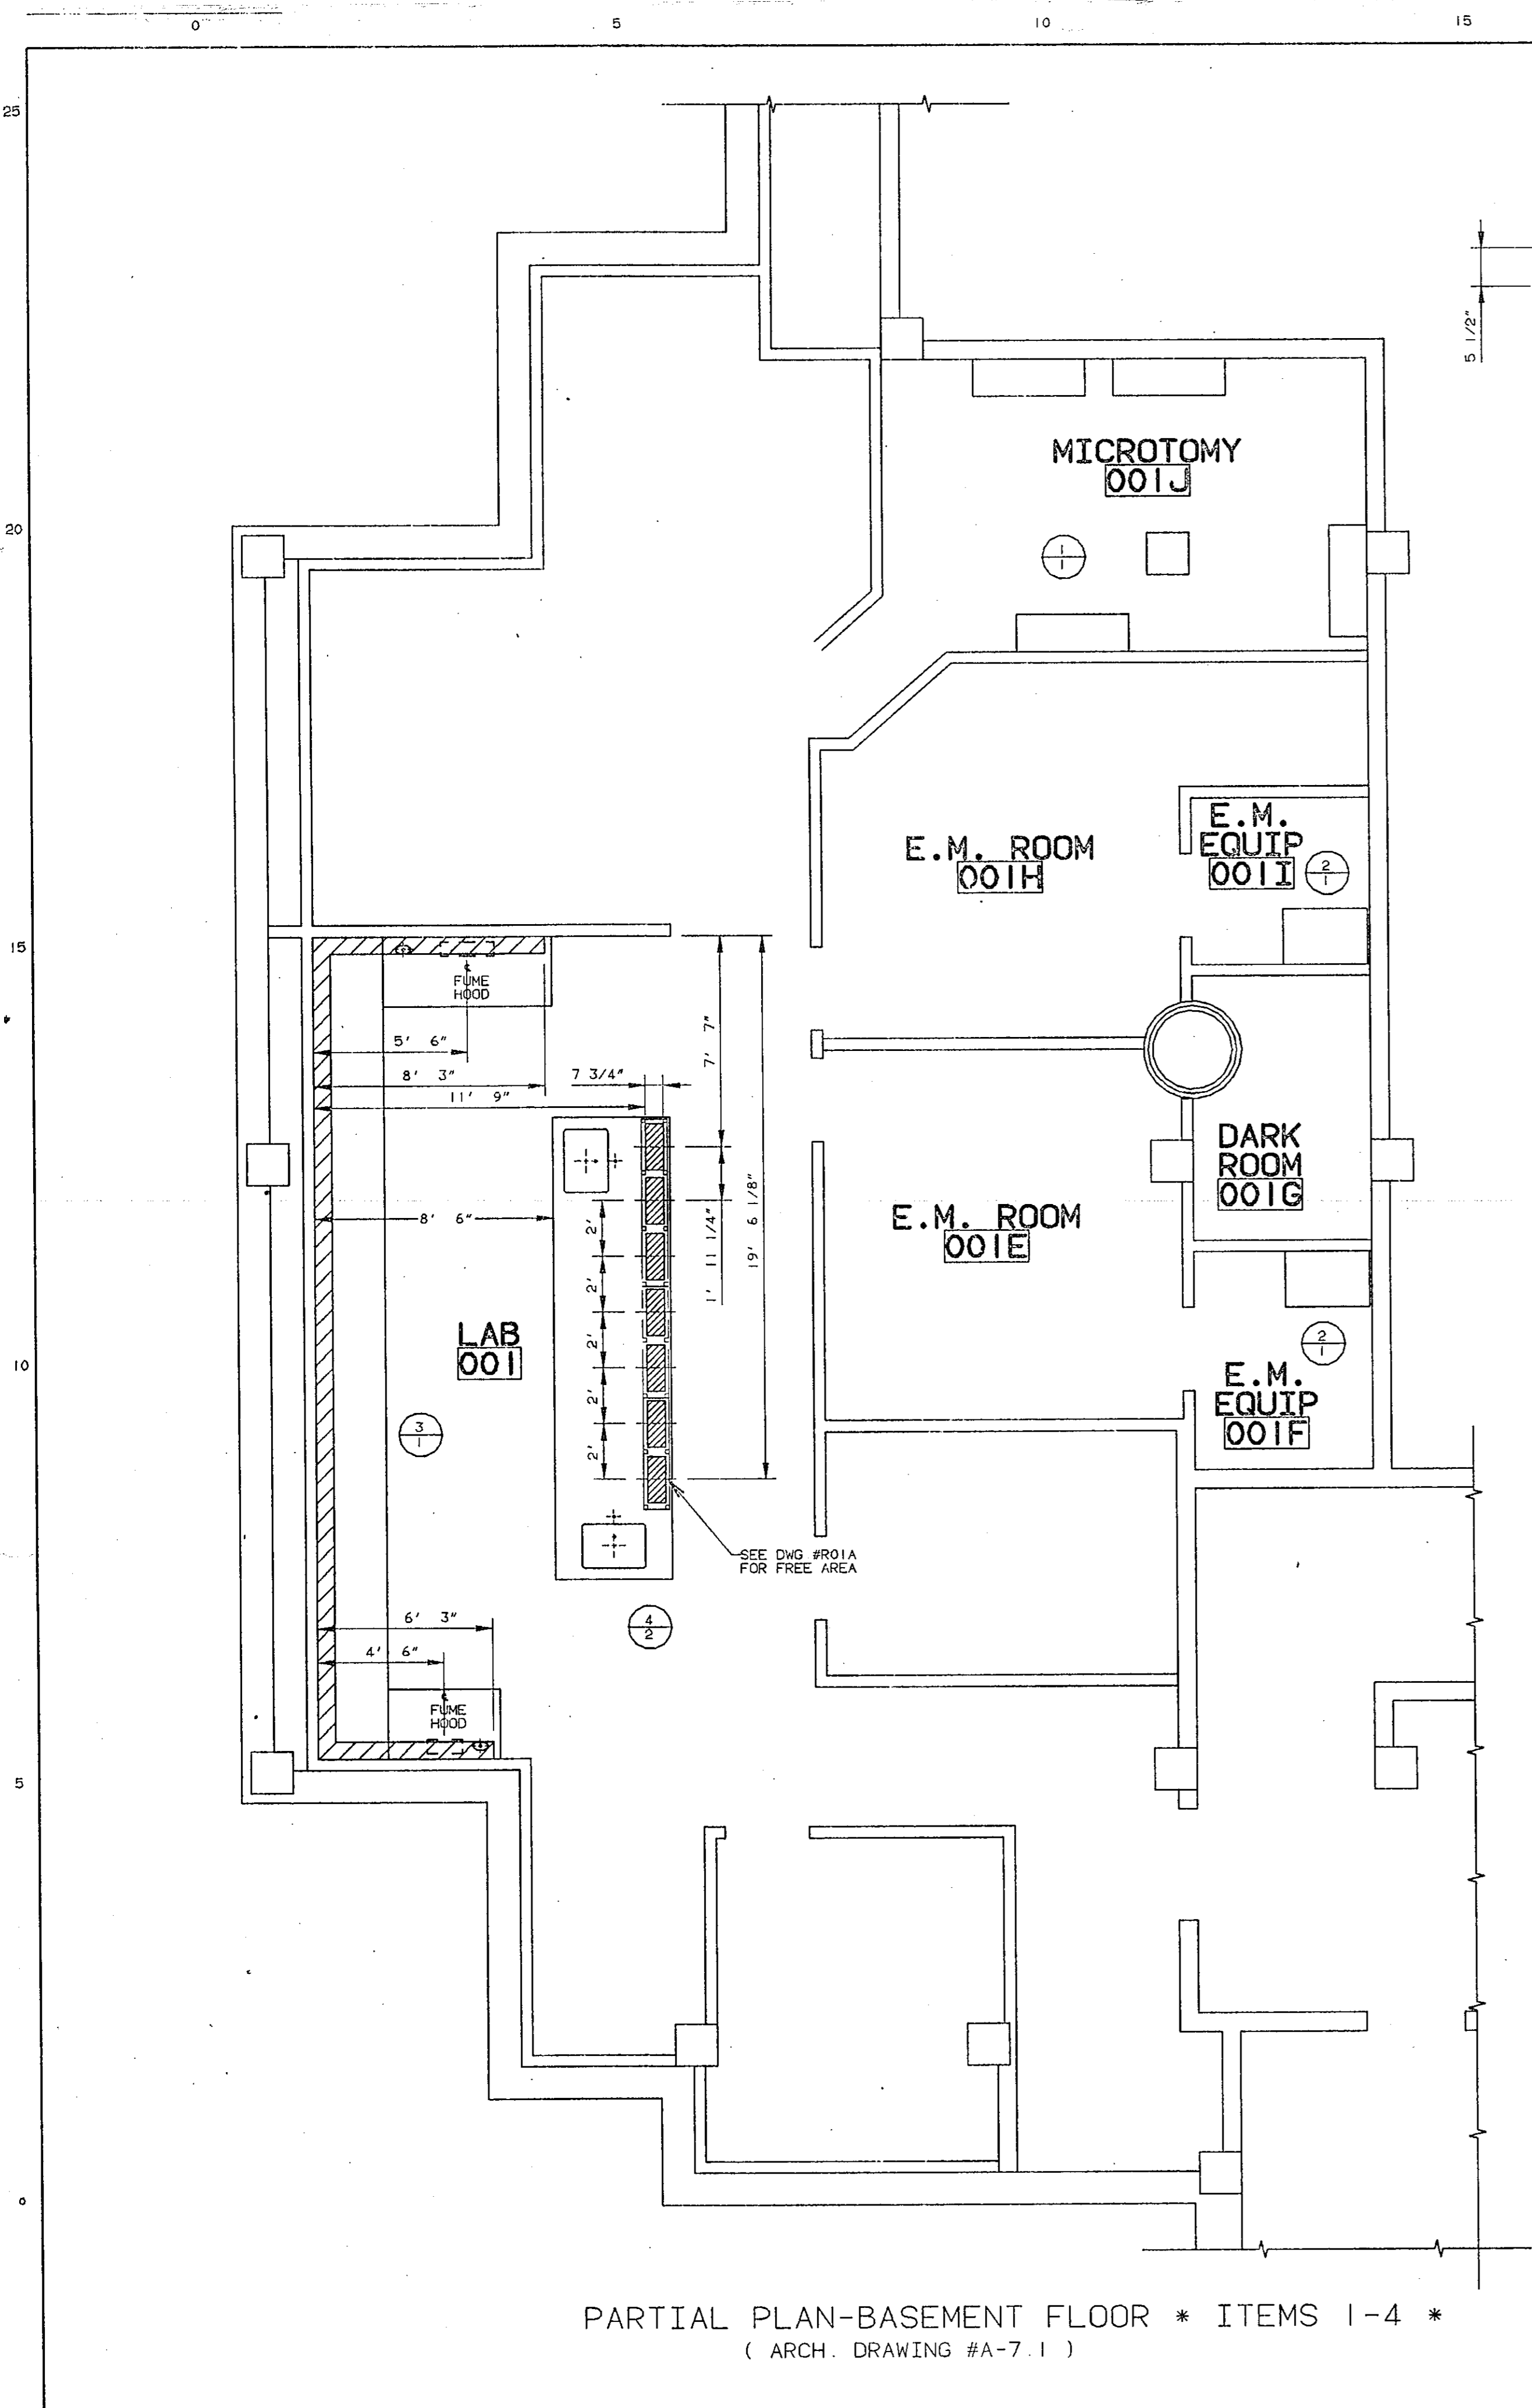 0 5 10 15
25
5 1/2"
MICROTOMY
001J
20
1
1
E.M.
EQUIP
001I
2
1
E.M. ROOM
001H
15
FUME
HOOD
5' 6"
8' 3"
7 3/4"
11' 9"
7' 7"
DARK
ROOM
001G
8' 6"
2'
2'
2'
2'
2'
1' 11 1/4"
19' 6 1/8"
E.M. ROOM
001E
LAB
001
10
2
1
E.M.
EQUIP
001F
3
1
SEE DWG #R01A
FOR FREE AREA
6' 3"
4
2
4' 6"
FUME
HOOD
5
0
PARTIAL PLAN-BASEMENT FLOOR * ITEMS 1-4 *
( ARCH. DRAWING #A-7.1 )